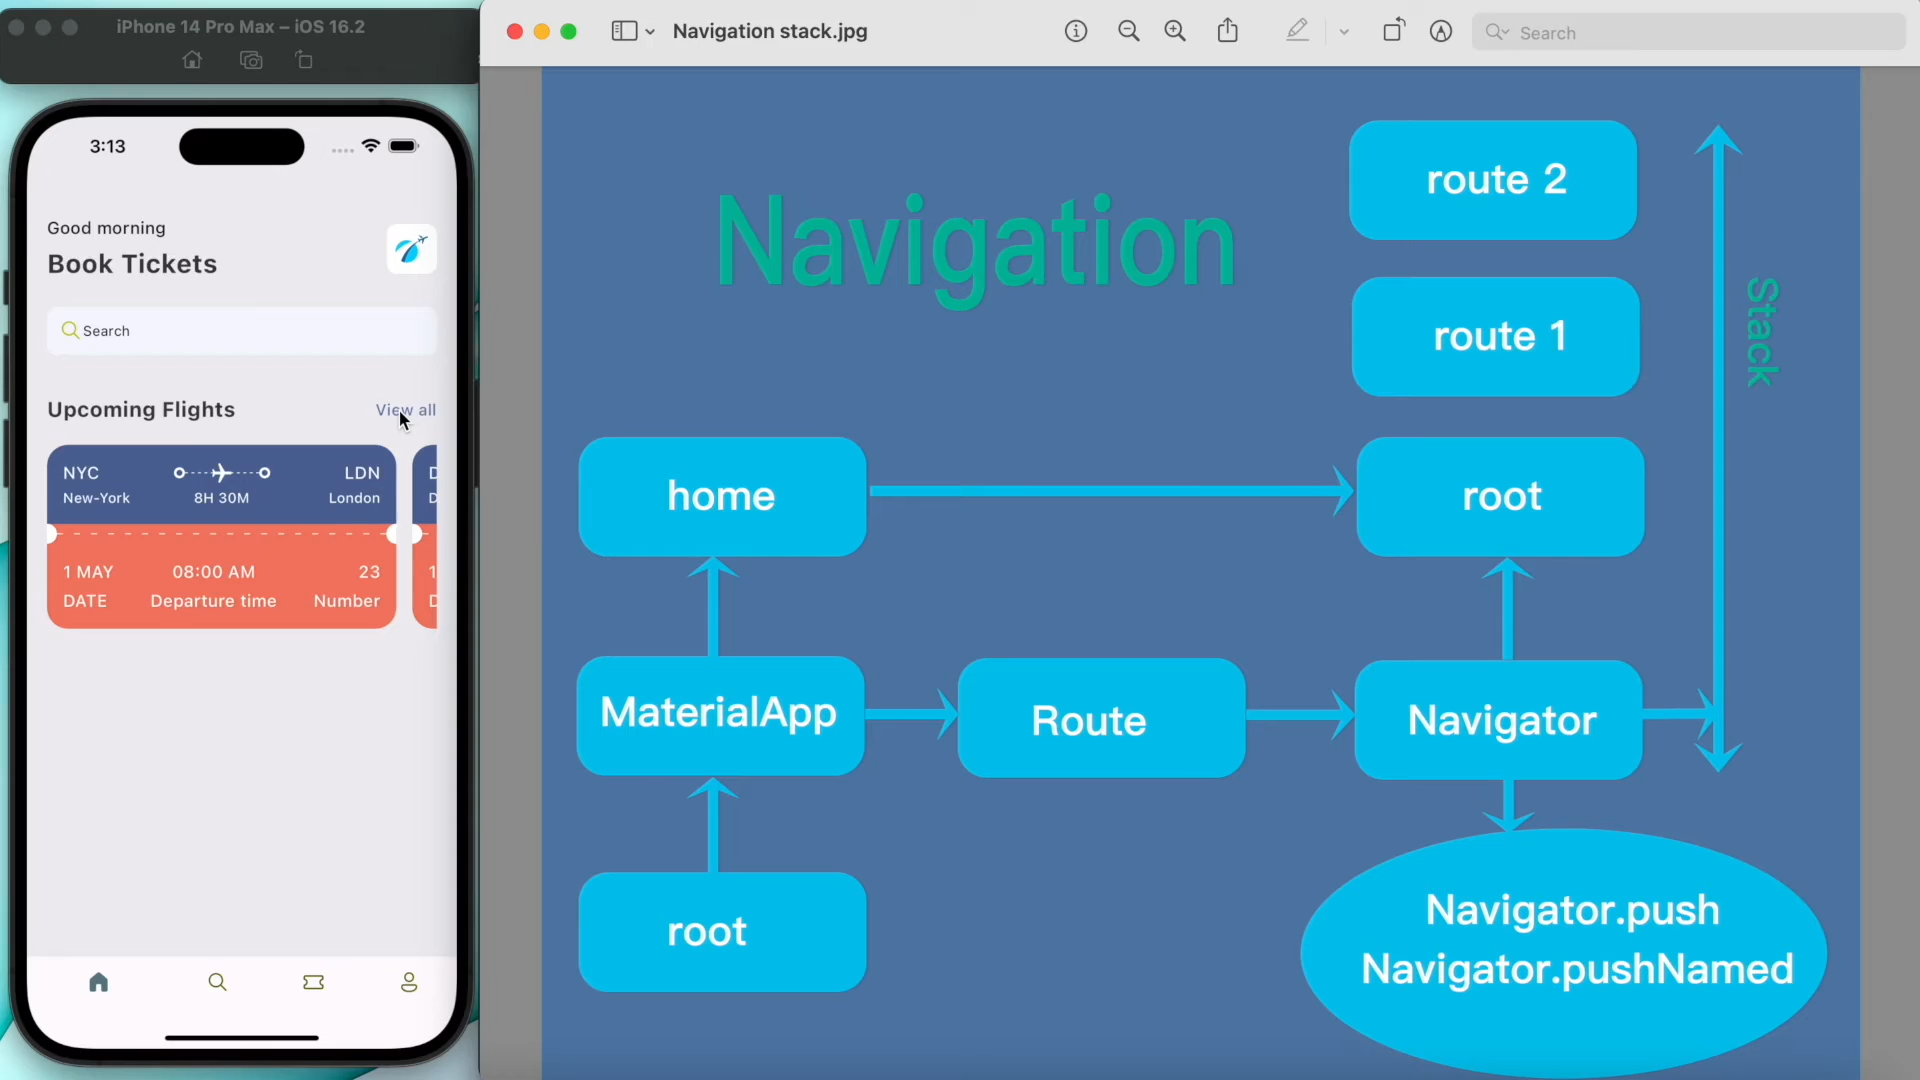 iPhone 14 Pro Max – iOS 16.2
3:13
Good morning
Book Tickets
Search
Upcoming Flights
View all
NYC
LDN
New-York
8H 30M
London
1 MAY
08:00 AM
23
DATE
Departure time
Number
D
D
1
D
Navigation stack.jpg
Search
Navigation
route 2
route 1
Stack
home
root
MaterialApp
Route
Navigator
root
Navigator.push
Navigator.pushNamed